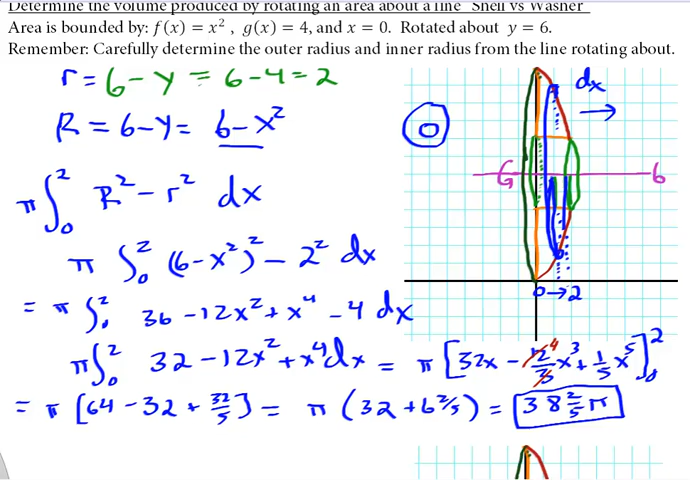 Determine the volume produced by rotating an area about a line "Shell vs Washer"
Area is bounded by: f(x) = x², g(x) = 4, and x = 0. Rotated about y = 6.
Remember: Carefully determine the outer radius and inner radius from the line rotating about.
r = 6 - y = 6 - 4 = 2
R = 6 - y = 6 - x²
π∫₀² R² - r² dx
π ∫₀² (6 - x²)² - 2² dx
= π ∫₀² 36 - 12x² + x⁴ - 4 dx
π∫₀² 32 - 12x² + x⁴ dx = π [32x - 12/3 4 x³ + 1/5 x⁵]₀²
= π [64 - 32 + 32/5] = π (32 + 6 2/5) = 38 2/5 π
dx
O
6
6
0→2